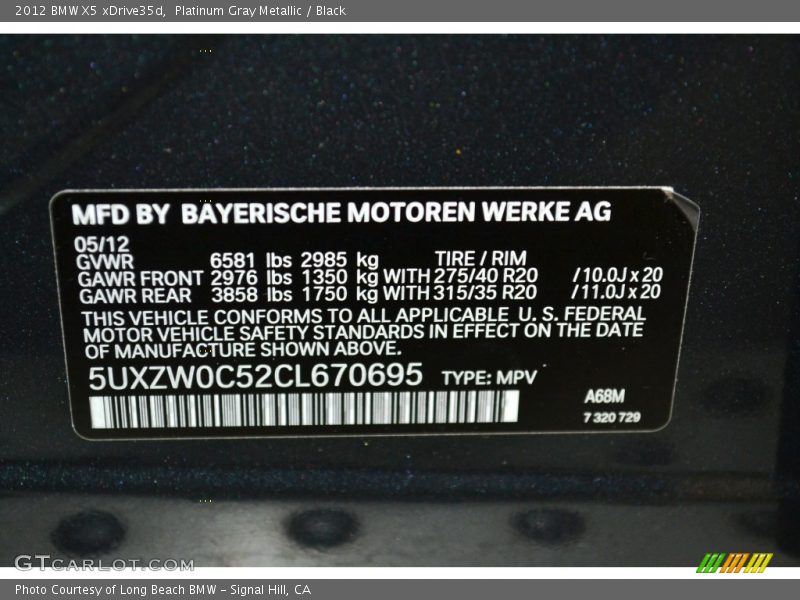 2012 BMW X5 xDrive35d, Platinum Gray Metallic / Black
MFD BY BAYERISCHE MOTOREN WERKE AG
05/12
GVWR 6581 lbs 2985 kg TIRE / RIM
GAWR FRONT 2976 lbs 1350 kg WITH 275/40 R20 /10.0J x 20
GAWR REAR 3858 lbs 1750 kg WITH 315/35 R20 /11.0J x 20
THIS VEHICLE CONFORMS TO ALL APPLICABLE U. S. FEDERAL
MOTOR VEHICLE SAFETY STANDARDS IN EFFECT ON THE DATE
OF MANUFACTURE SHOWN ABOVE.
5UXZW0C52CL670695 TYPE: MPV
A68M
7 320 729
GTcarlot.com
Photo Courtesy of Long Beach BMW - Signal Hill, CA